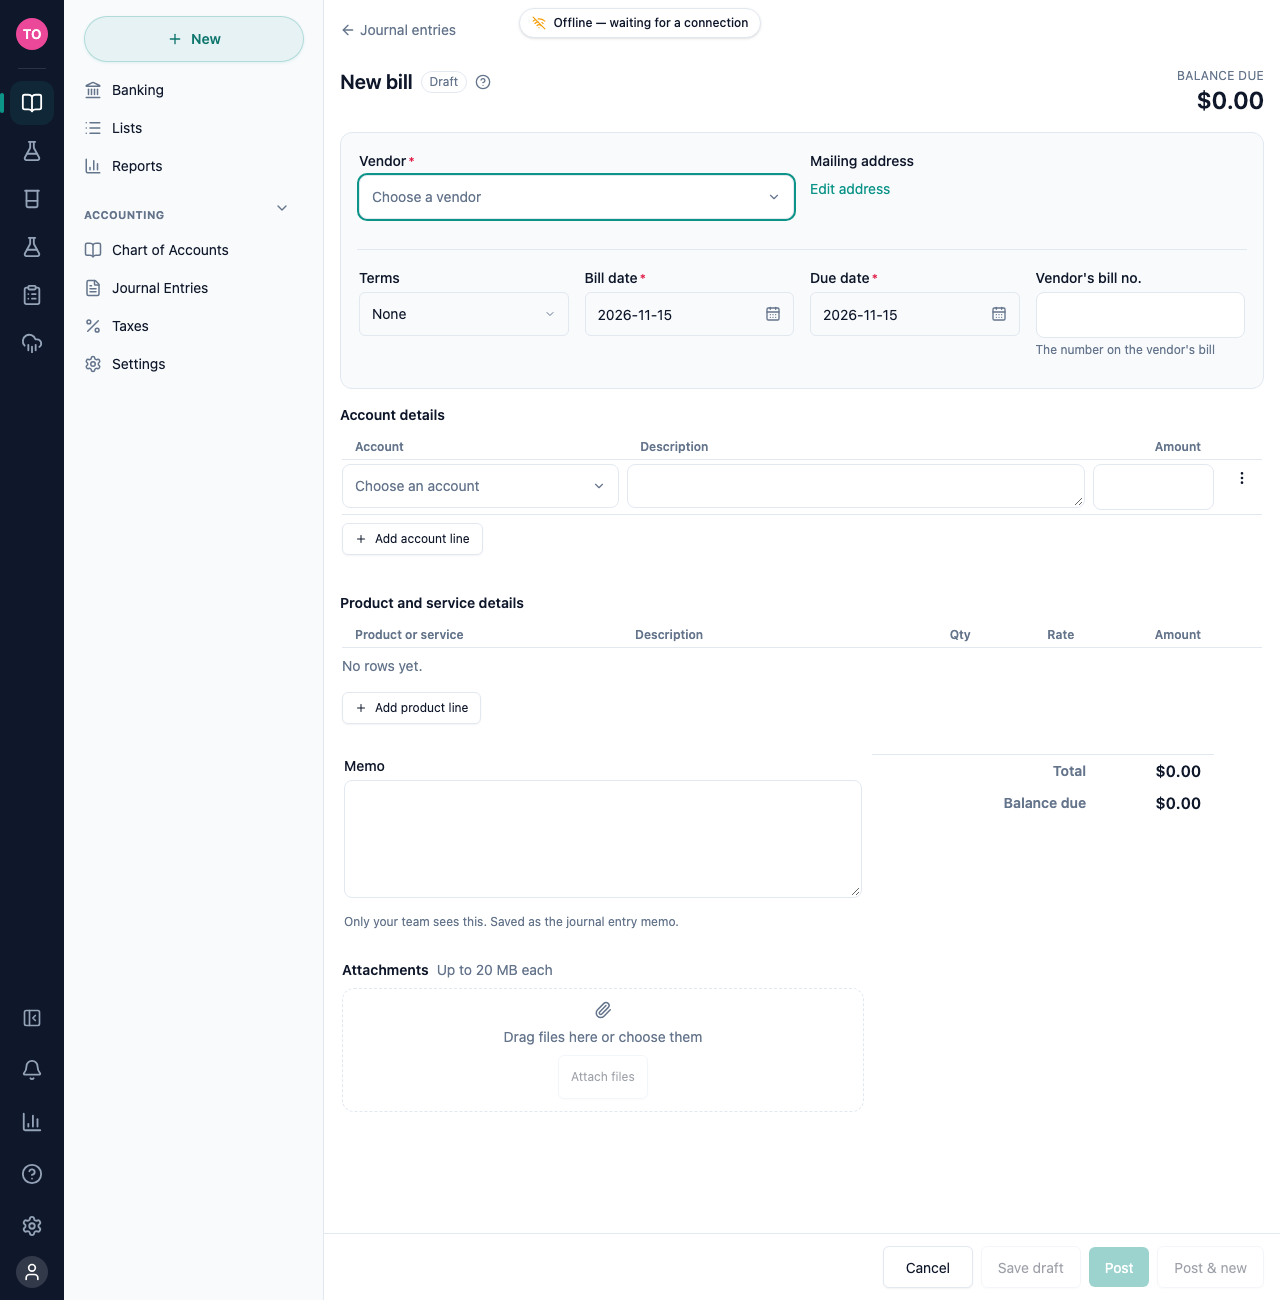 TO
New
Banking
Lists
Reports
ACCOUNTING
Chart of Accounts
Journal Entries
Taxes
Settings
Journal entries
Offline — waiting for a connection
New bill
Draft
BALANCE DUE
$0.00
Vendor*
Choose a vendor
Mailing address
Edit address
Terms
None
Bill date*
2026-11-15
Due date*
2026-11-15
Vendor's bill no.
The number on the vendor's bill
Account details
Account Description Amount
Choose an account
Add account line
Product and service details
Product or service Description Qty Rate Amount
No rows yet.
Add product line
Memo
Only your team sees this. Saved as the journal entry memo.
Total $0.00
Balance due $0.00
Attachments Up to 20 MB each
Drag files here or choose them
Attach files
Cancel
Save draft
Post
Post & new